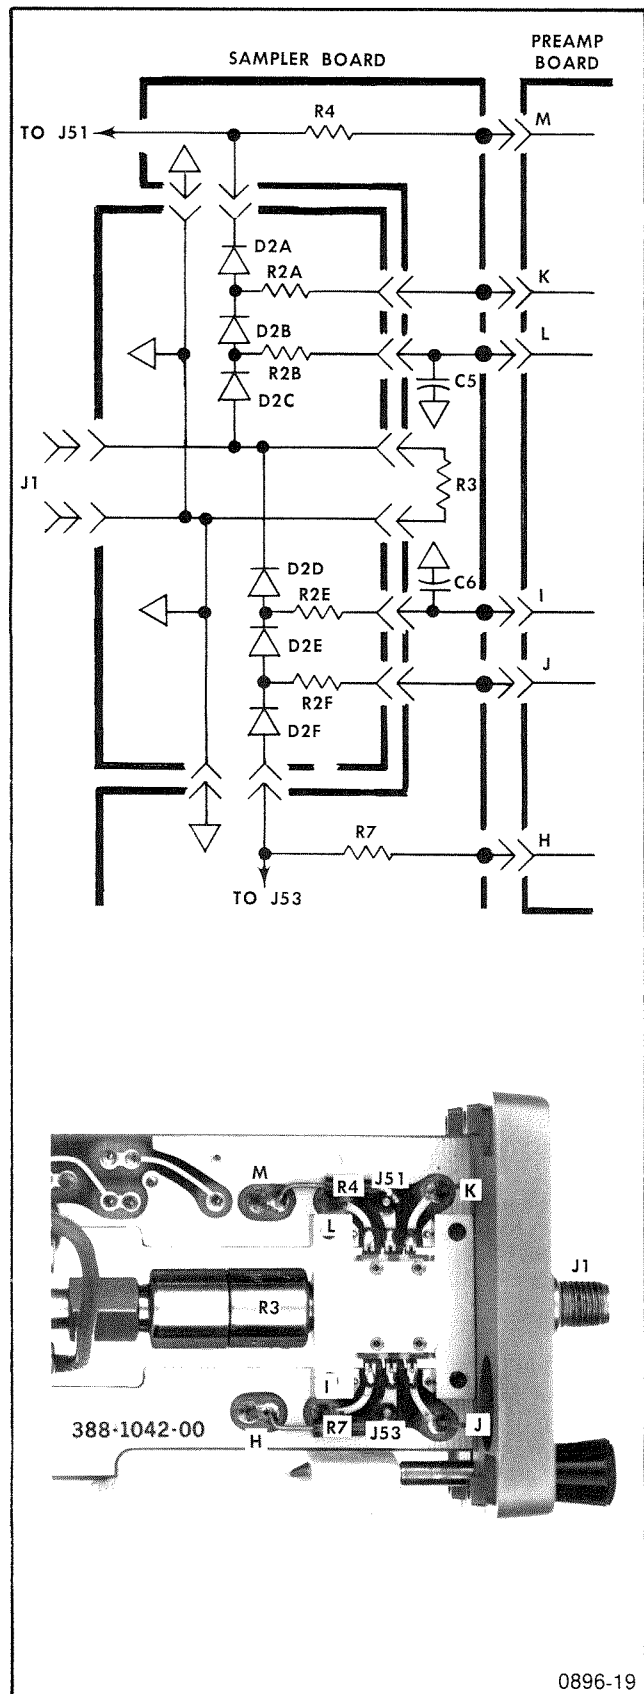 SAMPLER BOARD
PREAMP
BOARD
R4
TO J51
M
D2A
R2A
K
D2B
L
R2B
D2C
C5
J1
R3
D2D
C6
R2E
I
D2E
J
R2F
D2F
R7
H
TO J53
M
J51
R4
K
L
J1
R3
I
J
388-1042-00
R7
J53
H
0896-19